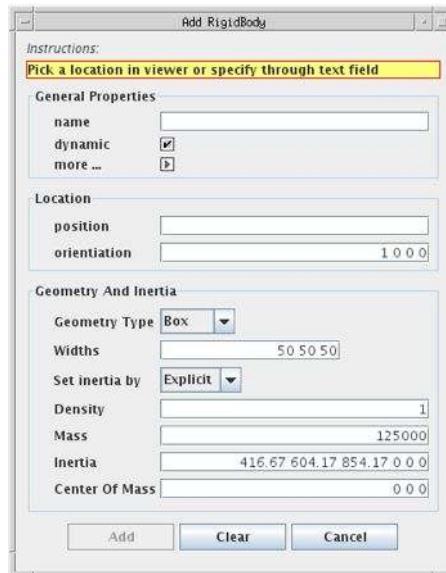 Add RigidBody
Instructions:
Pick a location in viewer or specify through text field
General Properties
name
dynamic
more ...
Location
position
orientiation 1 0 0 0
Geometry And Inertia
Geometry Type Box
Widths 50 50 50
Set inertia by Explicit
Density 1
Mass 125000
Inertia 416.67 604.17 854.17 0 0 0
Center Of Mass 0 0 0
Add Clear Cancel